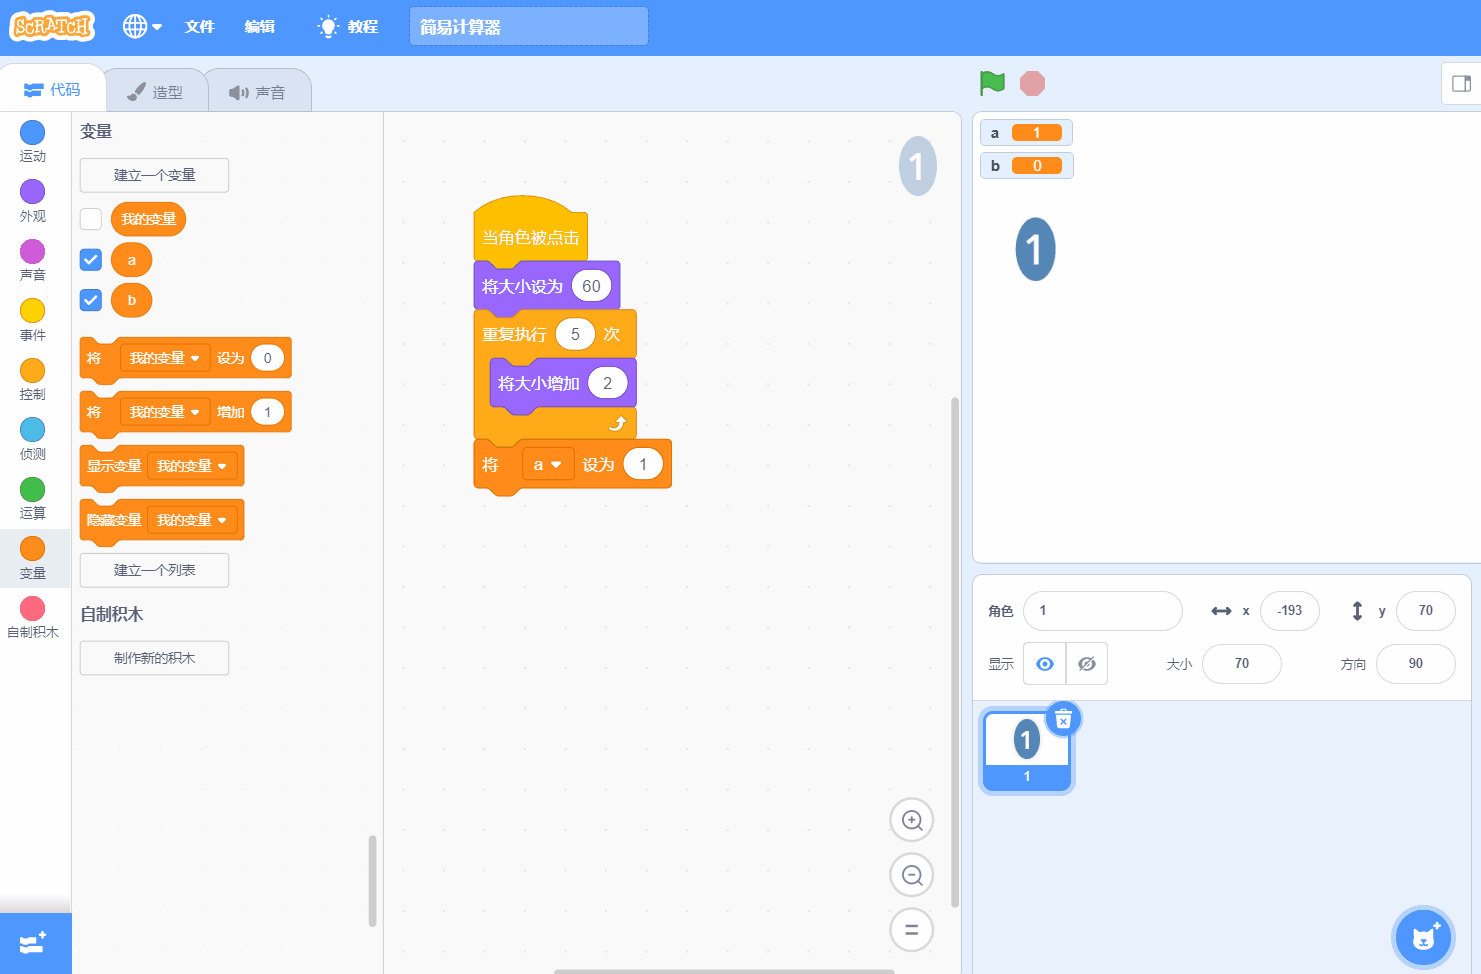 SCRATCH 文件 编辑 教程 简易计算器
代码 造型 声音
运动
外观
声音
事件
控制
侦测
运算
变量
自制积木
变量
建立一个变量
我的变量
a
b
将 我的变量 设为 0
将 我的变量 增加 1
显示变量 我的变量
隐藏变量 我的变量
建立一个列表
自制积木
制作新的积木
1
当角色被点击
将大小设为 60
重复执行 5 次
将大小增加 2
将 a 设为 1
a 1
b 0
1
角色 1 x -193 y 70
显示 大小 70 方向 90
1
1